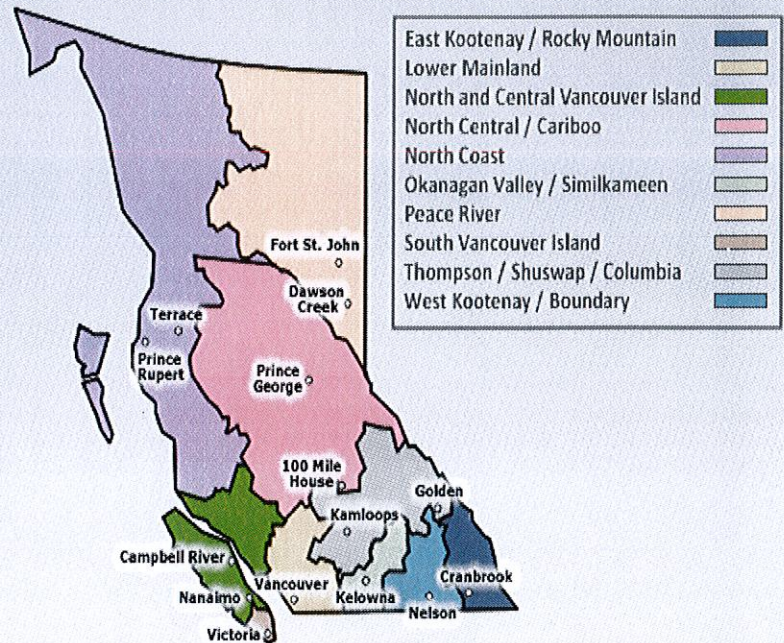 East Kootenay / Rocky Mountain
Lower Mainland
North and Central Vancouver Island
North Central / Cariboo
North Coast
Okanagan Valley / Similkameen
Peace River
South Vancouver Island
Thompson / Shuswap / Columbia
West Kootenay / Boundary
Fort St. John
Dawson
Creek
Terrace
Prince
Rupert
Prince
George
100 Mile
House
Golden
Kamloops
Campbell River
Vancouver
Kelowna
Cranbrook
Nanaimo
Nelson
Victoria